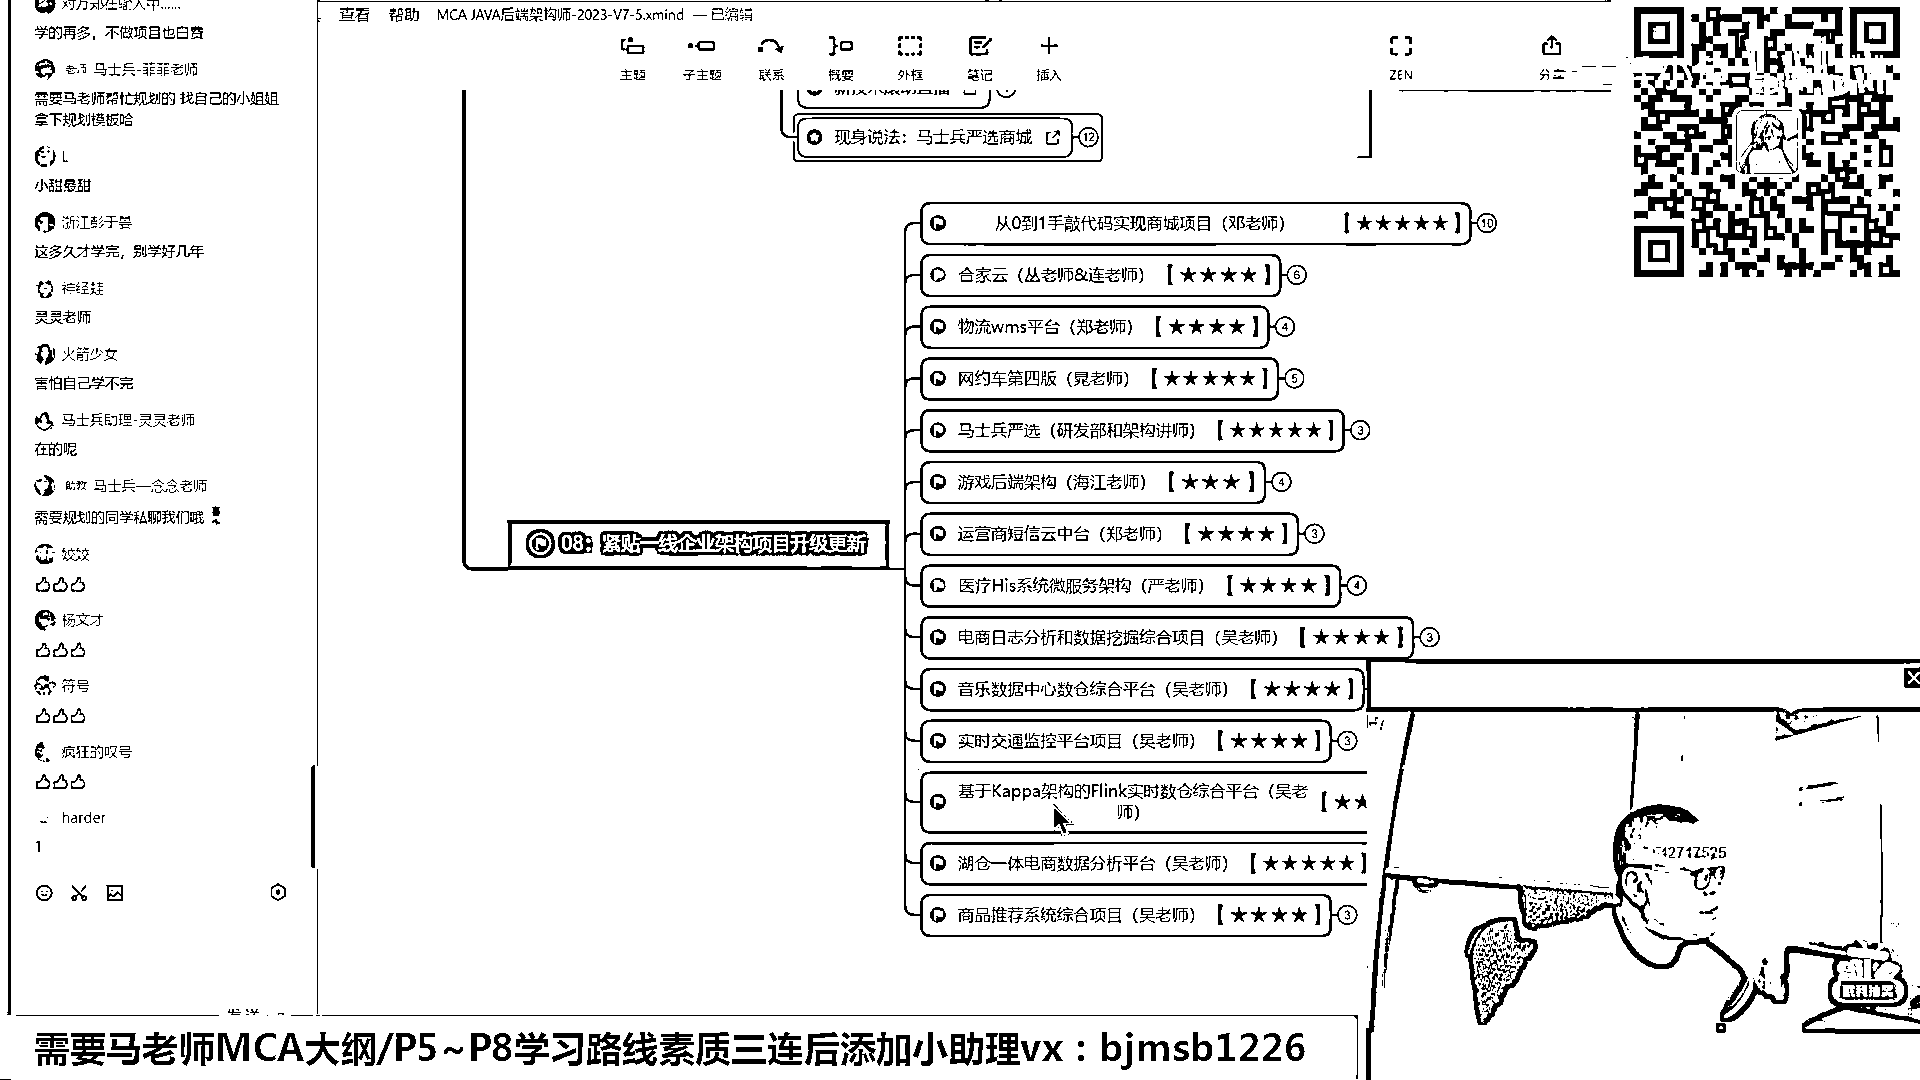 学的再多，不做项目也白费
马士兵-菲菲老师
需要马老师帮忙规划的 找自己的小姐姐
拿下规划模板哈
L
小甜是甜
浙江彭于晏
这多久才学完，别学好几年
神经娃
灵灵老师
火箭少女
害怕自己学不完
马士兵助理-灵灵老师
在的呢
助教 马士兵—念念老师
需要规划的同学私聊我们哦
姣姣
杨文才
符号
疯狂的叹号
harder
1
查看 帮助 MCA JAVA后端架构师-2023-V7-5.xmind — 已编辑
主题 子主题 联系 概要 外框 笔记 插入 ZEN 分享
现身说法：马士兵严选商城 12
08：紧贴一线企业架构项目升级更新
从0到1手敲代码实现商城项目（邓老师） 【★★★★★】 10
合家云（丛老师&连老师） 【★★★★】 6
物流wms平台（郑老师） 【★★★★】 4
网约车第四版（晁老师） 【★★★★★】 5
马士兵严选（研发部和架构讲师） 【★★★★★】 3
游戏后端架构（海江老师） 【★★★】 4
运营商短信云中台（郑老师） 【★★★★】 3
医疗His系统微服务架构（严老师） 【★★★★】 4
电商日志分析和数据挖掘综合项目（吴老师） 【★★★★】 3
音乐数据中心数仓综合平台（吴老师） 【★★★★】
实时交通监控平台项目（吴老师） 【★★★★】 3
基于Kappa架构的Flink实时数仓综合平台（吴老
师） 【★★
湖仓一体电商数据分析平台（吴老师） 【★★★★★】
商品推荐系统综合项目（吴老师） 【★★★★】 3
需要马老师MCA大纲/P5~P8学习路线素质三连后添加小助理vx：bjmsb1226